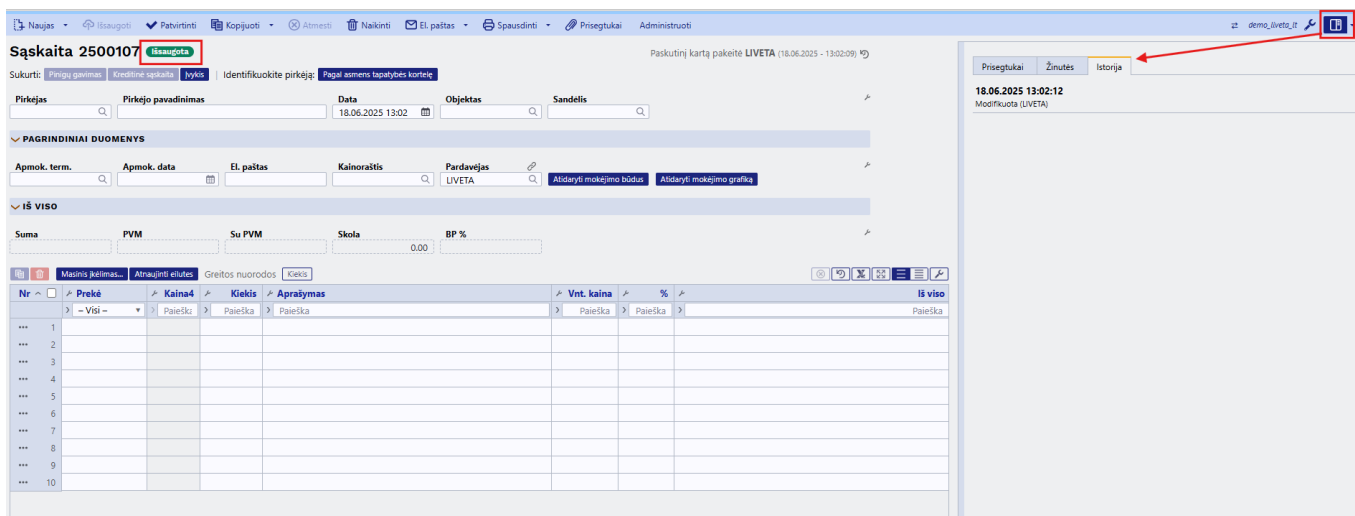 Naujas Išsaugoti Patvirtinti Kopijuoti Atmesti Naikinti El. paštas Spausdinti Prisegtukai Administruoti demo_liveta_lt
Sąskaita 2500107 Išsaugota Paskutinį kartą pakeitė LIVETA (18.06.2025 - 13:02:09)
Sukurti: Pinigų gavimas Kreditinė sąskaita Įvykis Identifikuokite pirkėją: Pagal asmens tapatybės kortelę
Prisegtukai Žinutės Istorija
18.06.2025 13:02:12
Modifikuota (LIVETA)
Pirkėjas Pirkėjo pavadinimas Data Objektas Sandėlis
18.06.2025 13:02
PAGRINDINIAI DUOMENYS
Apmok. term. Apmok. data El. paštas Kainoraštis Pardavėjas
LIVETA Atidaryti mokėjimo būdus Atidaryti mokėjimo grafiką
IŠ VISO
Suma PVM Su PVM Skola BP %
0.00
Masinis įkėlimas... Atnaujinti eilutes Greitos nuorodos Kiekis
Nr Prekė Kaina4 Kiekis Aprašymas Vnt. kaina % Iš viso
– Visi – Paieška Paieška Paieška Paieška Paieška Paieška
1
2
3
4
5
6
7
8
9
10